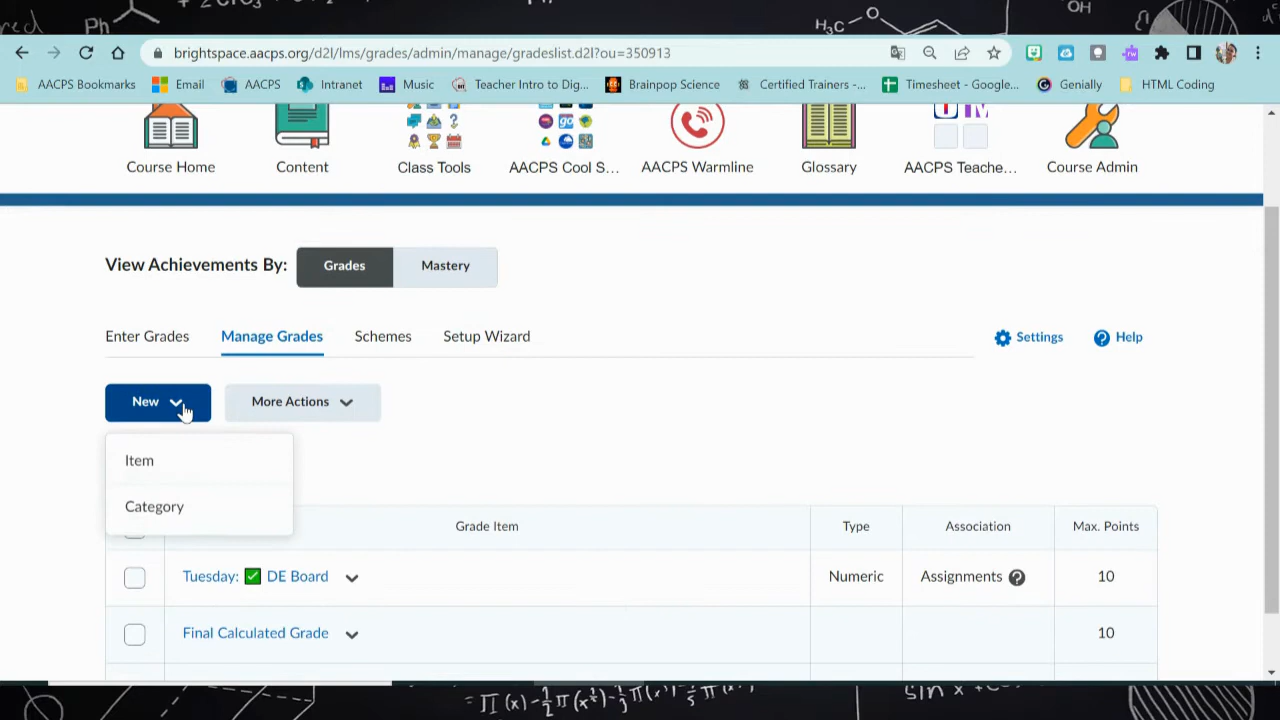 red
Ph
H₃C
O
OH
brightspace.aacps.org/d2l/lms/grades/admin/manage/gradeslist.d2l?ou=350913
AACPS Bookmarks
Email
AACPS
Intranet
Music
Teacher Intro to Dig...
Brainpop Science
Certified Trainers -...
Timesheet - Google...
Genially
HTML Coding
Course Home
Content
Class Tools
AACPS Cool S...
AACPS Warmline
Glossary
AACPS Teache...
Course Admin
View Achievements By:
Grades
Mastery
Enter Grades
Manage Grades
Schemes
Setup Wizard
Settings
Help
New
More Actions
Item
Category
Grade Item
Type
Association
Max. Points
Tuesday: ✅ DE Board
Numeric
Assignments
10
Final Calculated Grade
10